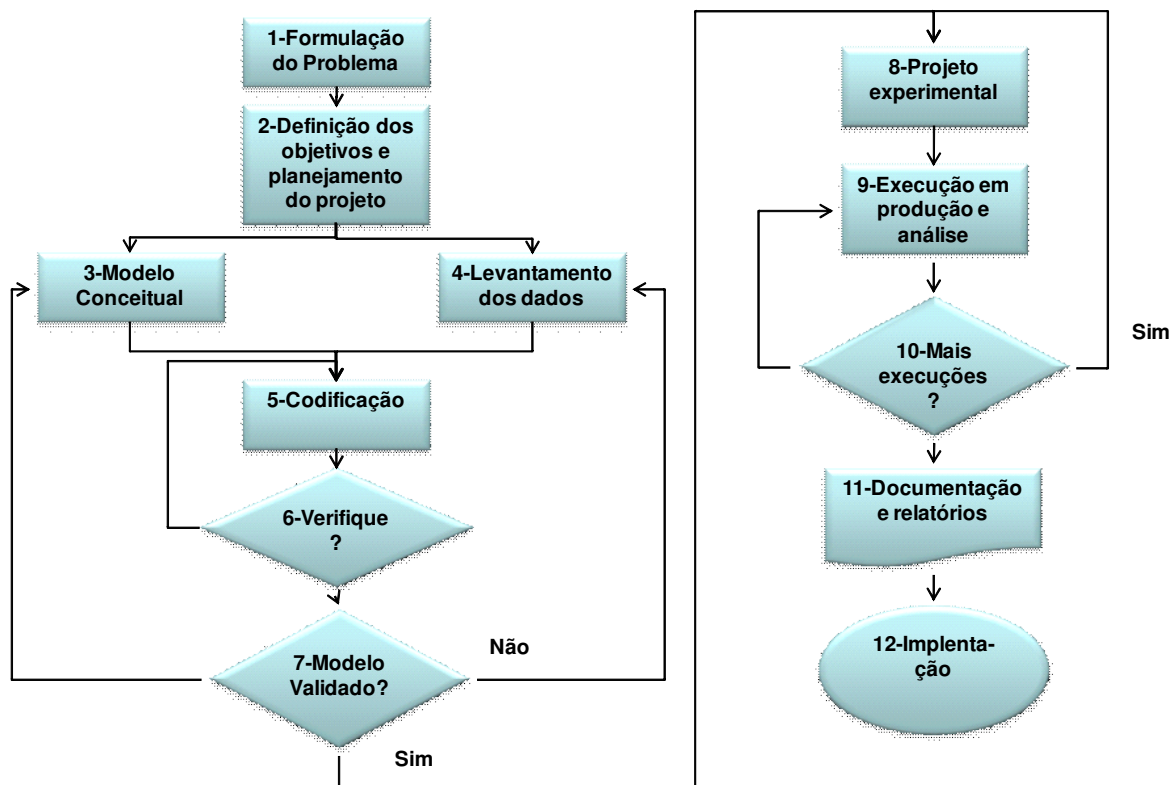 1-Formulação
do Problema
2-Definição dos
objetivos e
planejamento
do projeto
3-Modelo
Conceitual
4-Levantamento
dos dados
5-Codificação
6-Verifique
?
7-Modelo
Validado?
Não
Sim
8-Projeto
experimental
9-Execução em
produção e
análise
10-Mais
execuções
?
Sim
11-Documentação
e relatórios
12-Implenta-
ção